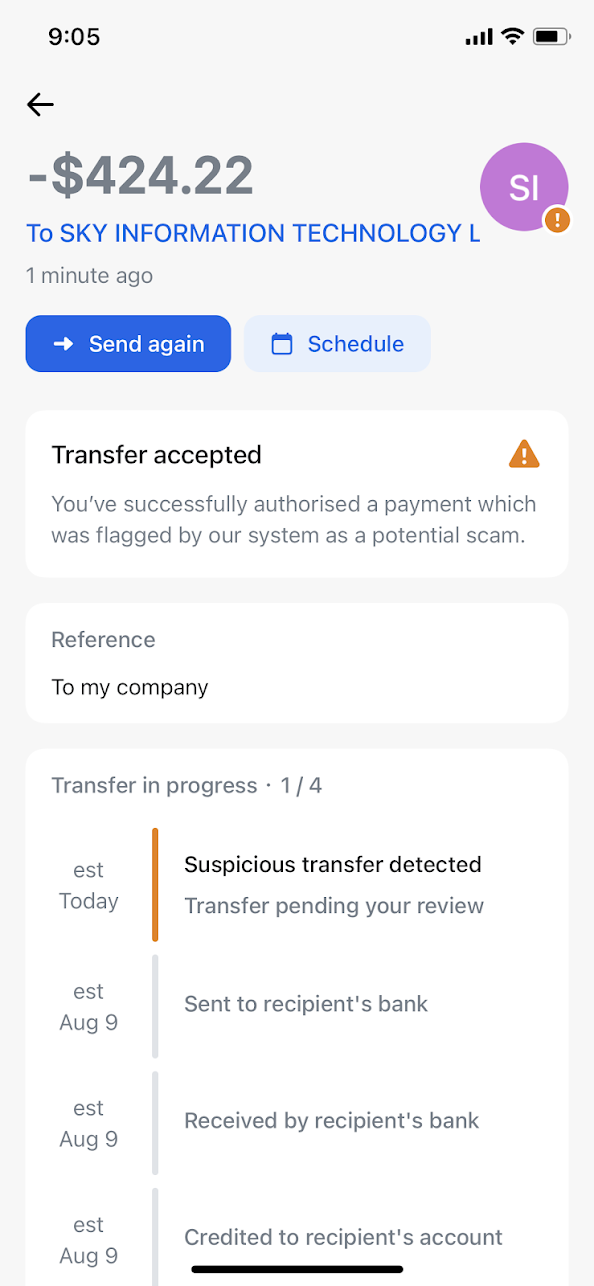 9:05
-$424.22
SI
To SKY INFORMATION TECHNOLOGY L
1 minute ago
Send again
Schedule
Transfer accepted
You’ve successfully authorised a payment which
was flagged by our system as a potential scam.
Reference
To my company
Transfer in progress · 1 / 4
est
Today
Suspicious transfer detected
Transfer pending your review
est
Aug 9
Sent to recipient's bank
est
Aug 9
Received by recipient's bank
est
Aug 9
Credited to recipient's account